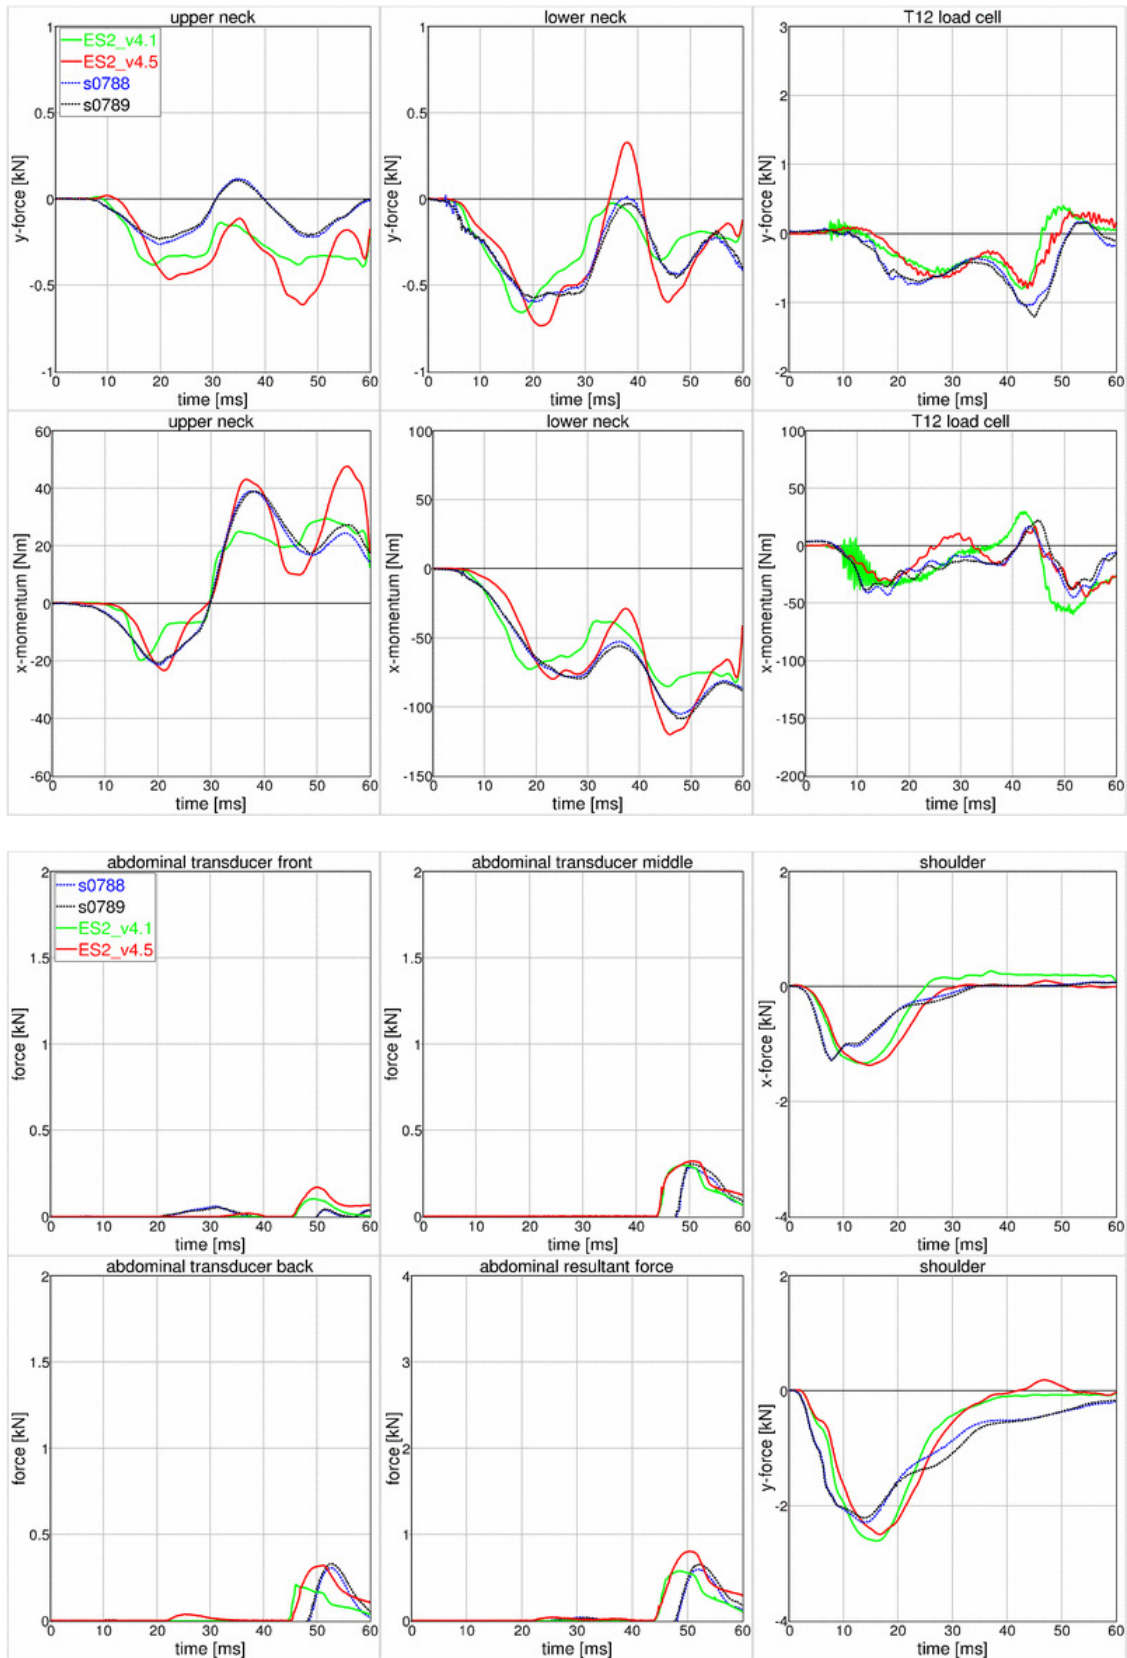 upper neck
lower neck
T12 load cell
1
0.5
0
-0.5
-1
y-force [kN]
ES2_v4.1
ES2_v4.5
s0788
s0789
0 10 20 30 40 50 60
time [ms]
1
0.5
0
-0.5
-1
y-force [kN]
0 10 20 30 40 50 60
time [ms]
3
2
1
0
-1
-2
y-force [kN]
0 10 20 30 40 50 60
time [ms]
upper neck
lower neck
T12 load cell
60
40
20
0
-20
-40
-60
x-momentum [Nm]
0 10 20 30 40 50 60
time [ms]
100
50
0
-50
-100
-150
x-momentum [Nm]
0 10 20 30 40 50 60
time [ms]
100
50
0
-50
-100
-150
-200
x-momentum [Nm]
0 10 20 30 40 50 60
time [ms]
abdominal transducer front
abdominal transducer middle
shoulder
2
1.5
1
0.5
0
force [kN]
s0788
s0789
ES2_v4.1
ES2_v4.5
0 10 20 30 40 50 60
time [ms]
2
1.5
1
0.5
0
force [kN]
0 10 20 30 40 50 60
time [ms]
2
0
-2
-4
x-force [kN]
0 10 20 30 40 50 60
time [ms]
abdominal transducer back
abdominal resultant force
shoulder
2
1.5
1
0.5
0
force [kN]
0 10 20 30 40 50 60
time [ms]
4
3
2
1
0
force [kN]
0 10 20 30 40 50 60
time [ms]
2
0
-2
-4
y-force [kN]
0 10 20 30 40 50 60
time [ms]